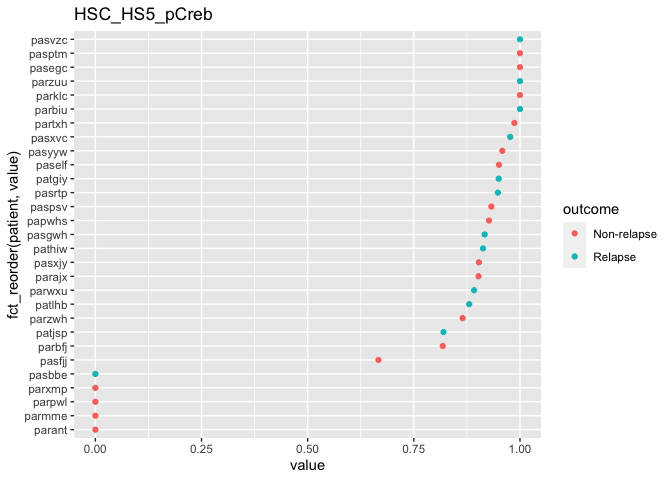 HSC_HS5_pCreb
fct_reorder(patient, value)
pasvzc
pasptm
pasegc
parzuu
parklc
parbiu
partxh
pasxvc
pasyyw
paself
patgiy
pasrtp
paspsv
papwhs
pasgwh
pathiw
pasxjy
parajx
parwxu
patlhb
parzwh
patjsp
parbfj
pasfjj
pasbbe
parxmp
parpwl
parmme
parant
0.00 0.25 0.50 0.75 1.00
value
outcome
Non-relapse
Relapse